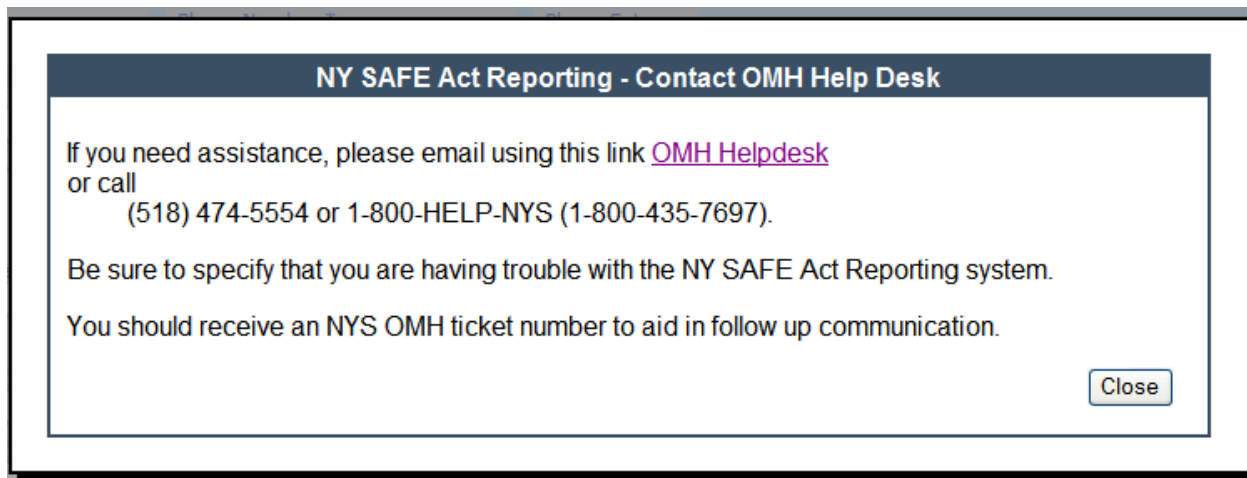 NY SAFE Act Reporting - Contact OMH Help Desk
If you need assistance, please email using this link OMH Helpdesk
or call
(518) 474-5554 or 1-800-HELP-NYS (1-800-435-7697).
Be sure to specify that you are having trouble with the NY SAFE Act Reporting system.
You should receive an NYS OMH ticket number to aid in follow up communication.
Close